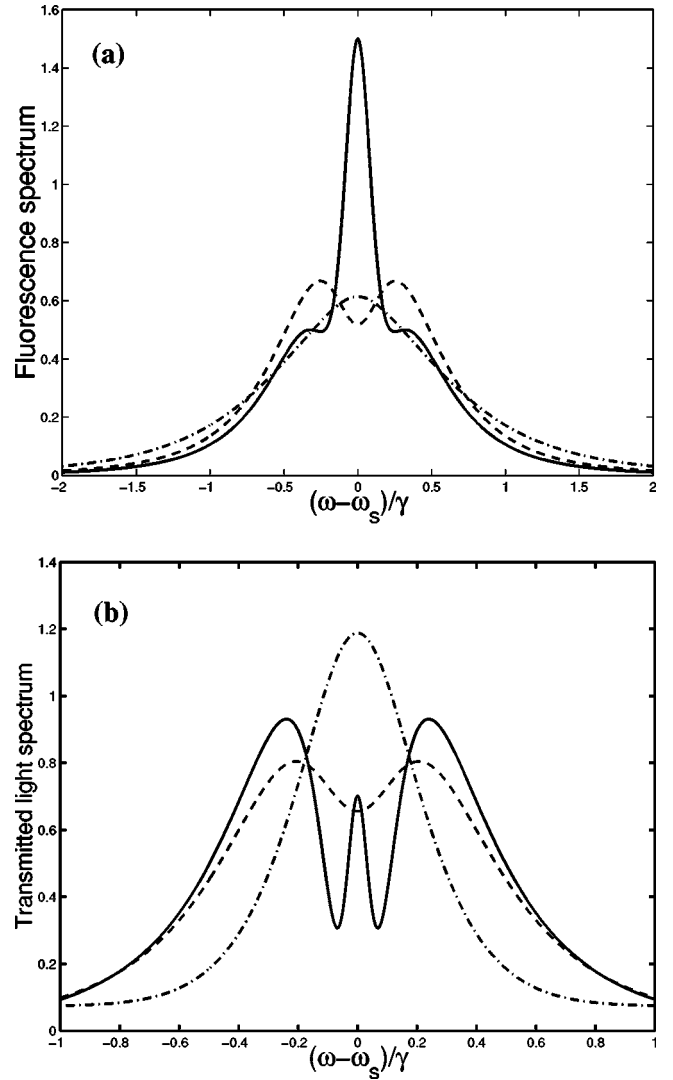 1.6
(a)
1.4
1.2
1
0.8
0.6
0.4
0.2
0
Fluorescence spectrum
−2 −1.5 −1 −0.5 0 0.5 1 1.5 2
(ω−ωs)/γ
1.4
(b)
1.2
1
0.8
0.6
0.4
0.2
0
Transmitted light spectrum
−1 −0.8 −0.6 −0.4 −0.2 0 0.2 0.4 0.6 0.8 1
(ω−ωs)/γ